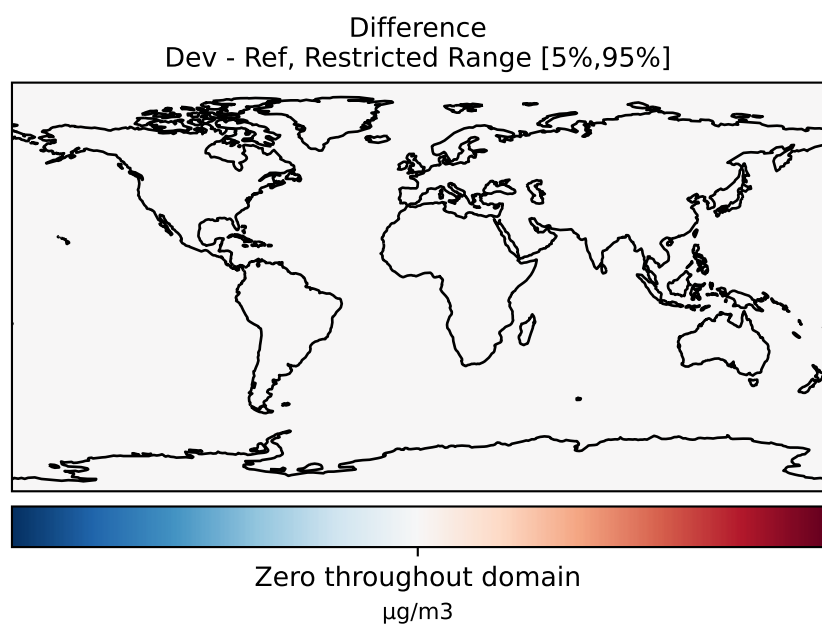 Difference
Dev - Ref, Restricted Range [5%,95%]
Zero throughout domain
μg/m3